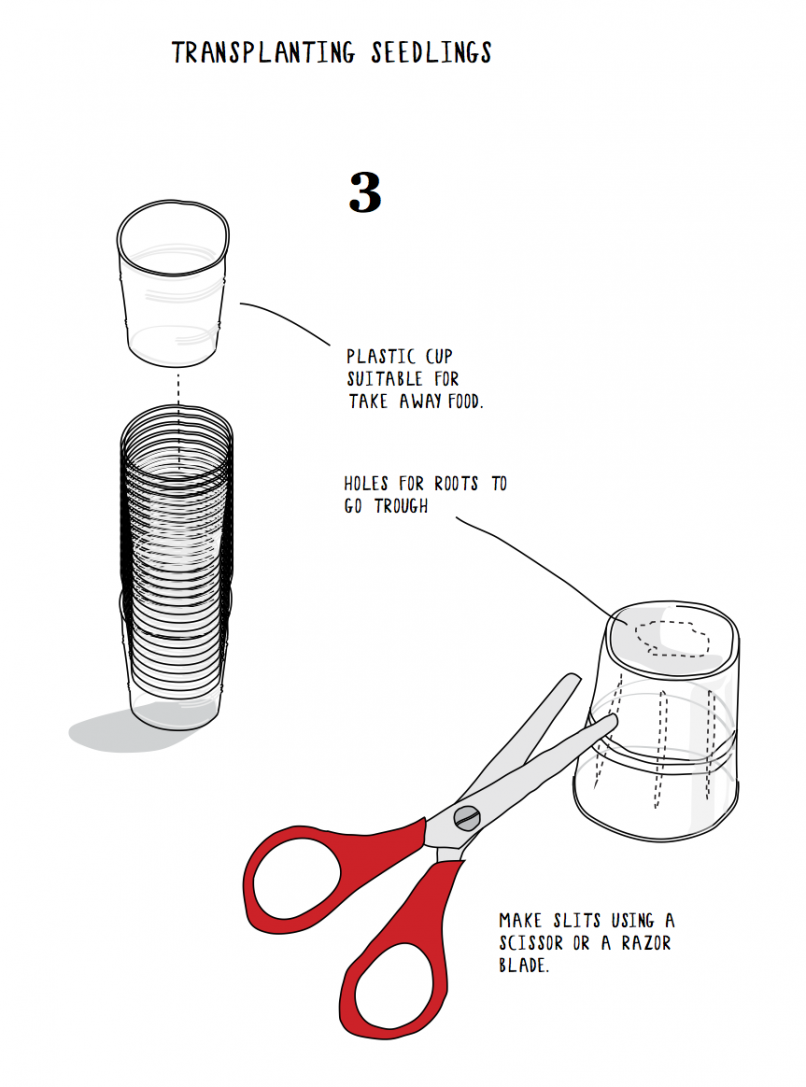 TRANSPLANTING SEEDLINGS
3
PLASTIC CUP
SUITABLE FOR
TAKE AWAY FOOD.
HOLES FOR ROOTS TO
GO TROUGH
MAKE SLITS USING A
SCISSOR OR A RAZOR
BLADE.